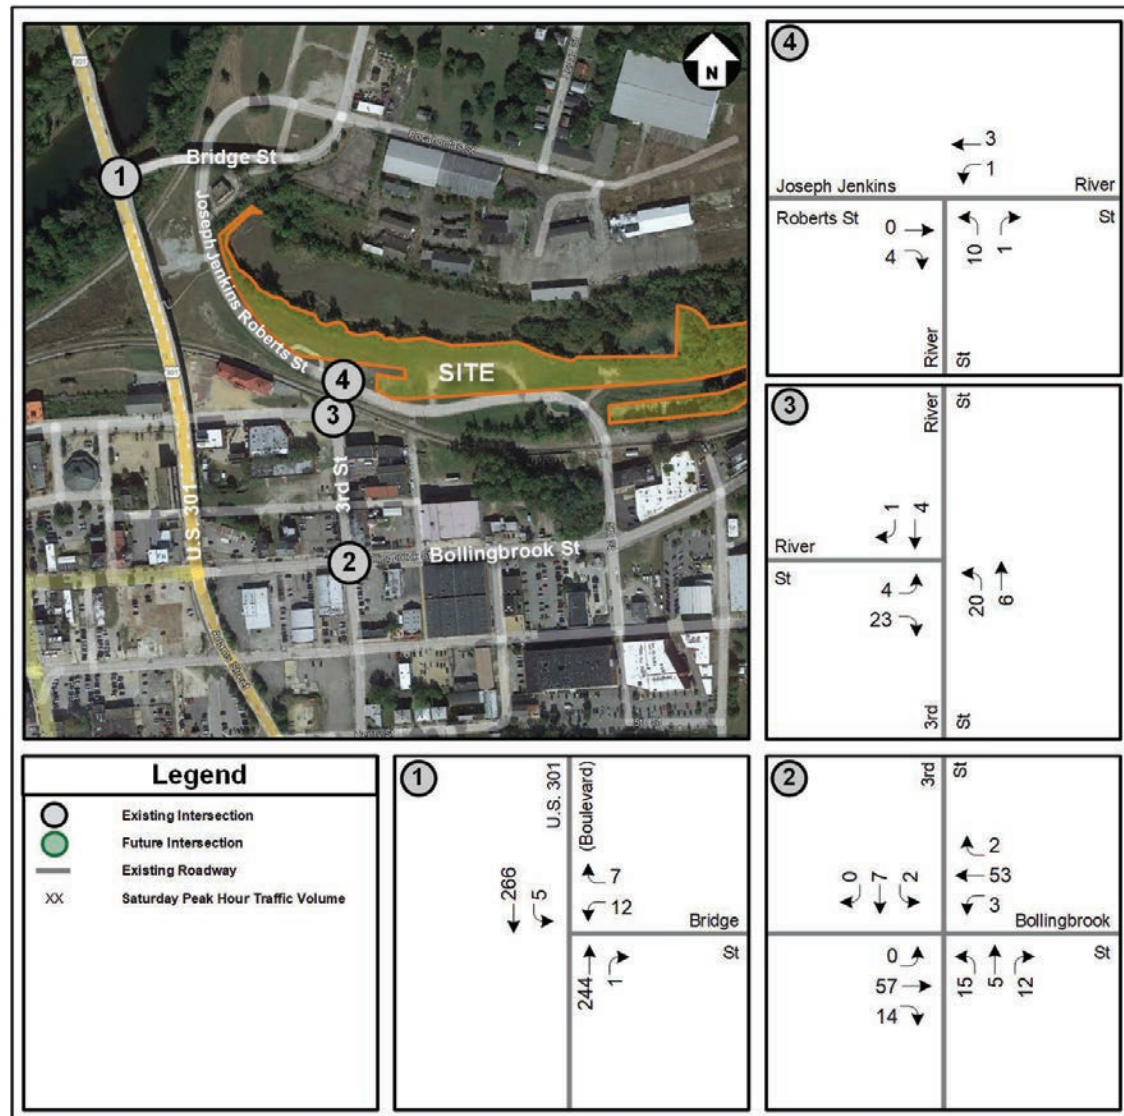 N
301
1
Bridge St
Joseph Jenkins Roberts St
SITE
4
3
301
3rd St
U.S. 301
2
Bollingbrook St
Legend
Existing Intersection
Future Intersection
Existing Roadway
XX Saturday Peak Hour Traffic Volume
4
3
1
Joseph Jenkins River
Roberts St St
0
4
10
1
River St
3
River St
1
4
River
St
4
23
20
6
3rd St
1
U.S. 301 (Boulevard)
266
5
7
12
Bridge
St
244
1
2
3rd St
2
53
3
0
7
2
Bollingbrook
St
0
57
14
15
5
12